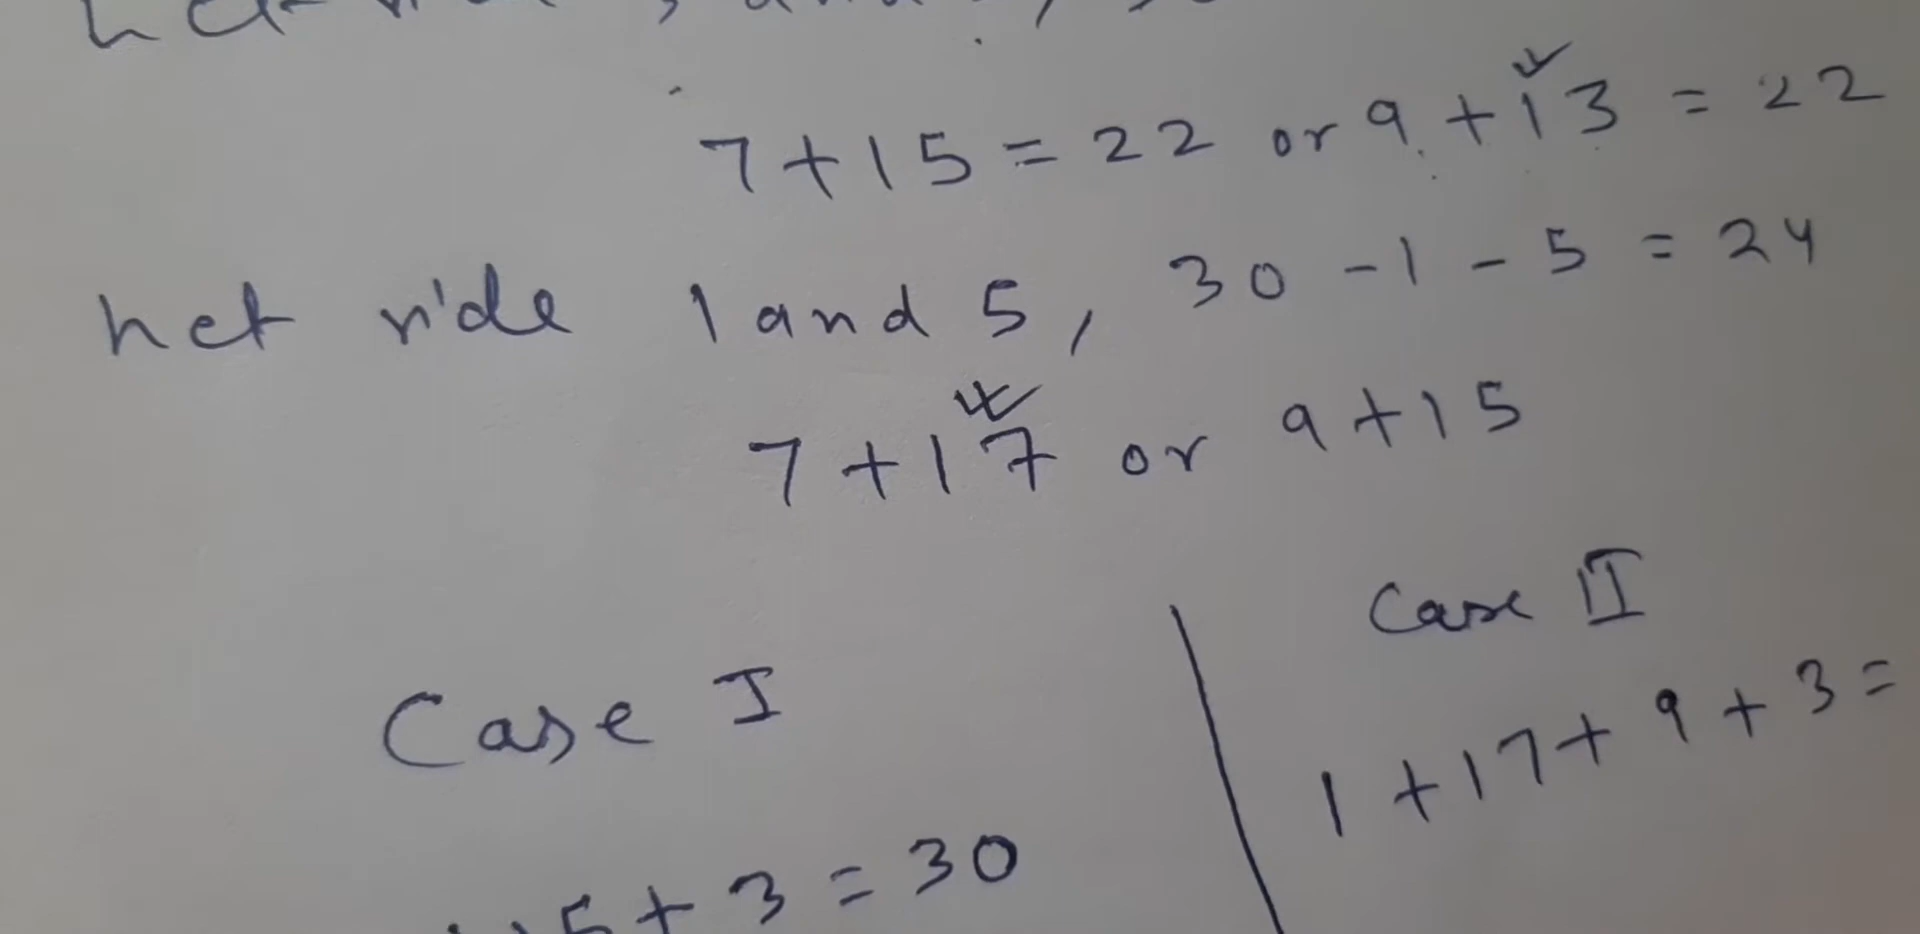 7 + 15 = 22 or 9 + 13 = 22
het side 1 and 5, 30 - 1 - 5 = 24
7 + 17 or 9 + 15
Case I
Case II
1 + 17 + 9 + 3 =
5 + 3 = 30